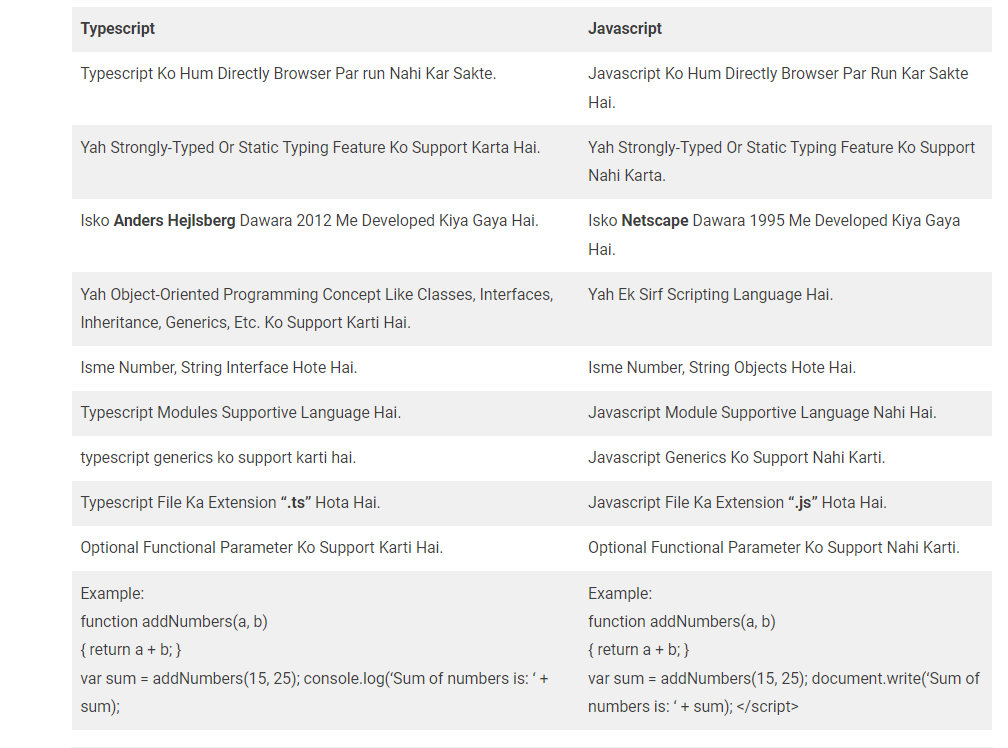 Typescript
Javascript
Typescript Ko Hum Directly Browser Par run Nahi Kar Sakte.
Javascript Ko Hum Directly Browser Par Run Kar Sakte
Hai.
Yah Strongly-Typed Or Static Typing Feature Ko Support Karta Hai.
Yah Strongly-Typed Or Static Typing Feature Ko Support
Nahi Karta.
Isko Anders Hejlsberg Dawara 2012 Me Developed Kiya Gaya Hai.
Isko Netscape Dawara 1995 Me Developed Kiya Gaya
Hai.
Yah Object-Oriented Programming Concept Like Classes, Interfaces,
Inheritance, Generics, Etc. Ko Support Karti Hai.
Yah Ek Sirf Scripting Language Hai.
Isme Number, String Interface Hote Hai.
Isme Number, String Objects Hote Hai.
Typescript Modules Supportive Language Hai.
Javascript Module Supportive Language Nahi Hai.
typescript generics ko support karti hai.
Javascript Generics Ko Support Nahi Karti.
Typescript File Ka Extension “.ts” Hota Hai.
Javascript File Ka Extension “.js” Hota Hai.
Optional Functional Parameter Ko Support Karti Hai.
Optional Functional Parameter Ko Support Nahi Karti.
Example:
function addNumbers(a, b)
{ return a + b; }
var sum = addNumbers(15, 25); console.log(‘Sum of numbers is: ‘ +
sum);
Example:
function addNumbers(a, b)
{ return a + b; }
var sum = addNumbers(15, 25); document.write(‘Sum of
numbers is: ‘ + sum); </script>